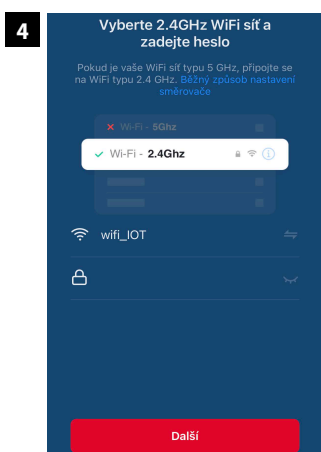 4
Vyberte 2.4GHz WiFi síť a
zadejte heslo
Pokud je vaše WiFi síť typu 5 GHz, připojte se
na WiFi typu 2.4 GHz. Běžný způsob nastavení
směrovače
Wi-Fi - 5Ghz
Wi-Fi - 2.4Ghz
wifi_IOT
Další